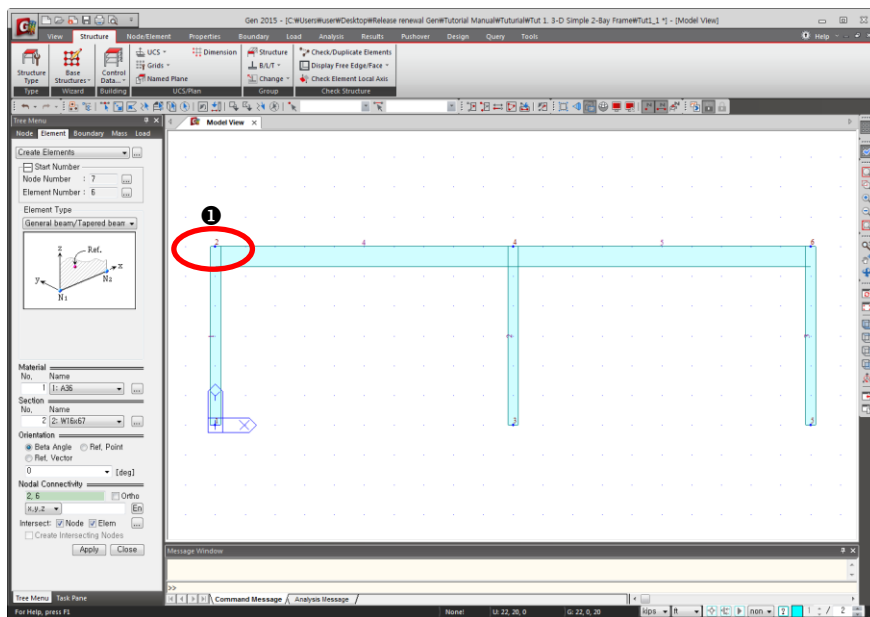 Gen 2015 - [C:₩Users₩user₩Desktop₩Release renewal Gen₩Tutorial Manual₩Tuturial₩Tut 1. 3-D Simple 2-Bay Frame₩Tut1_1 *] - [Model View]
View Structure Node/Element Properties Boundary Load Analysis Results Pushover Design Query Tools Help
Structure Type
Base Structures
Control Data...
UCS
Grids
Named Plane
Dimension
Structure
B/L/T
Change
Check/Duplicate Elements
Display Free Edge/Face
Check Element Local Axis
Type Wizard Building UCS/Plan Group Check Structure
Tree Menu
Model View
Node Element Boundary Mass Load
Create Elements
Start Number
Node Number : 7
Element Number : 6
Element Type
General beam/Tapered beam
z Ref. x
y N2
N1
❶
2 4 4 5 6
1 2 3
Y
X
3 5
Material
No. Name
1 1: A36
Section
No. Name
2 2: W16x67
Orientation
Beta Angle Ref. Point
Ref. Vector
0 [deg]
Nodal Connectivity
2, 6 Ortho
x,y,z En
Intersect: Node Elem
Create Intersecting Nodes
Apply Close
Message Window
>>
Tree Menu Task Pane
Command Message Analysis Message
For Help, press F1
None!
U: 22, 20, 0
G: 22, 0, 20
kips ft non 1 / 2